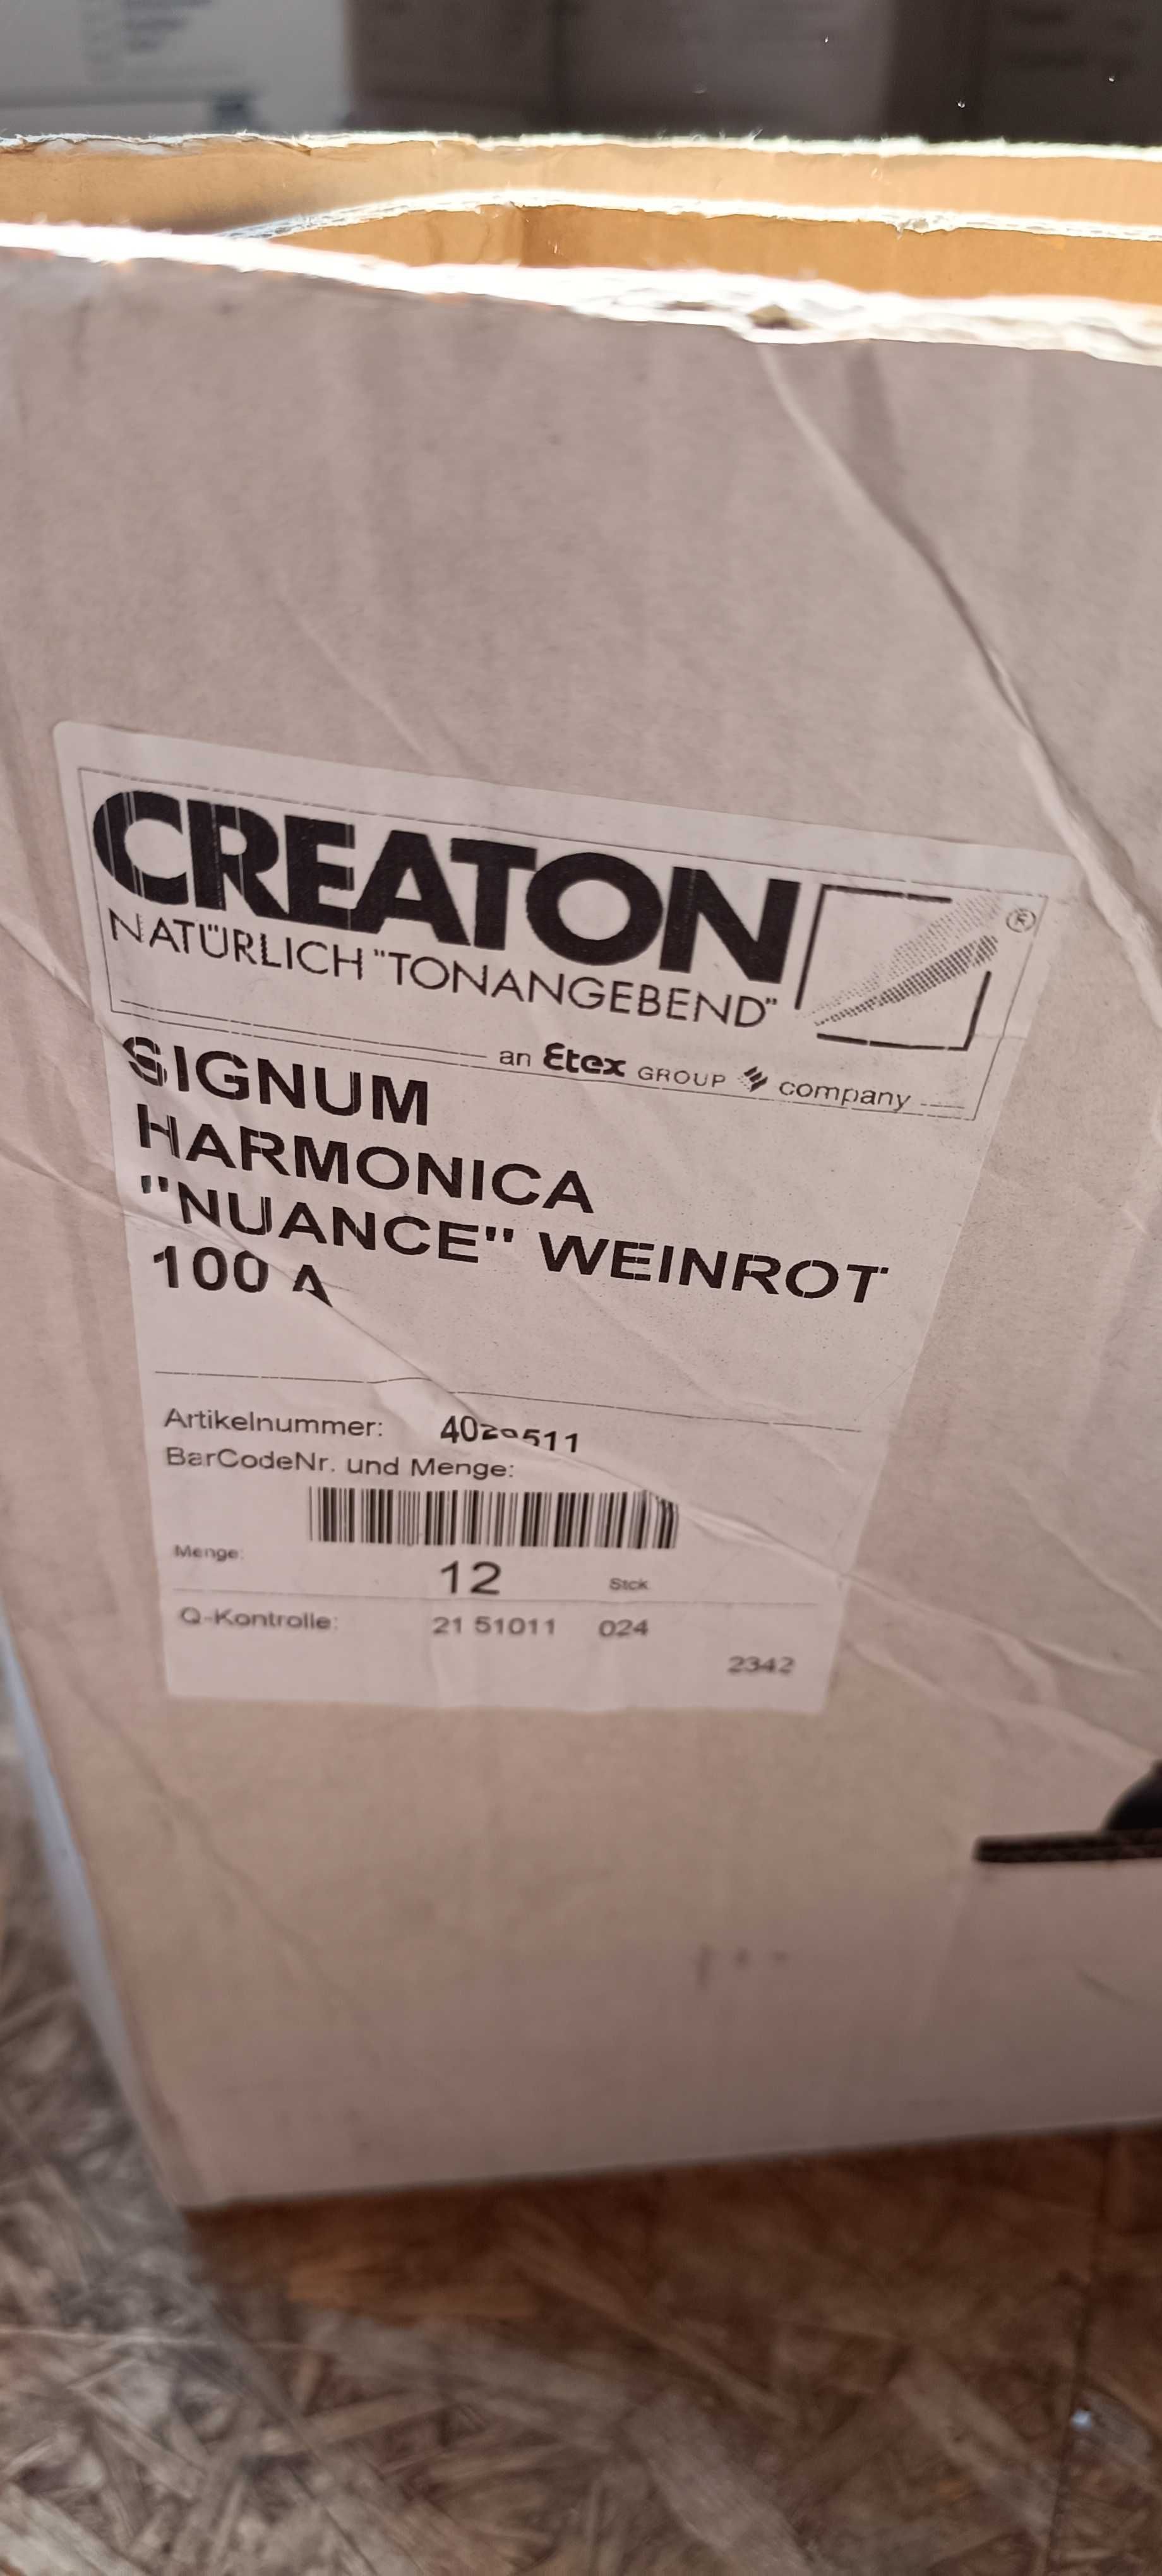 CREATON
NATÜRLICH "TONANGEBEND" ®
an Etex GROUP company
SIGNUM
HARMONICA
"NUANCE" WEINROT
100 A
Artikelnummer:
BarCodeNr. und Menge:
Menge: 12 Stck
Q-Kontrolle: 21 51011 024
2342